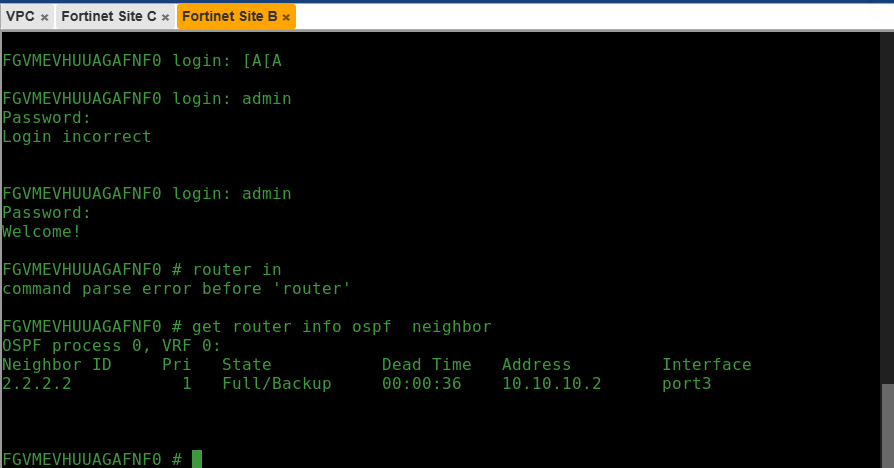 VPC × Fortinet Site C × Fortinet Site B ×
FGVMEVHUUAGAFNF0 login: [A[A
FGVMEVHUUAGAFNF0 login: admin
Password:
Login incorrect
FGVMEVHUUAGAFNF0 login: admin
Password:
Welcome!
FGVMEVHUUAGAFNF0 # router in
command parse error before 'router'
FGVMEVHUUAGAFNF0 # get router info ospf  neighbor
OSPF process 0, VRF 0:
Neighbor ID     Pri   State           Dead Time   Address         Interface
2.2.2.2           1   Full/Backup     00:00:36    10.10.10.2      port3
FGVMEVHUUAGAFNF0 #